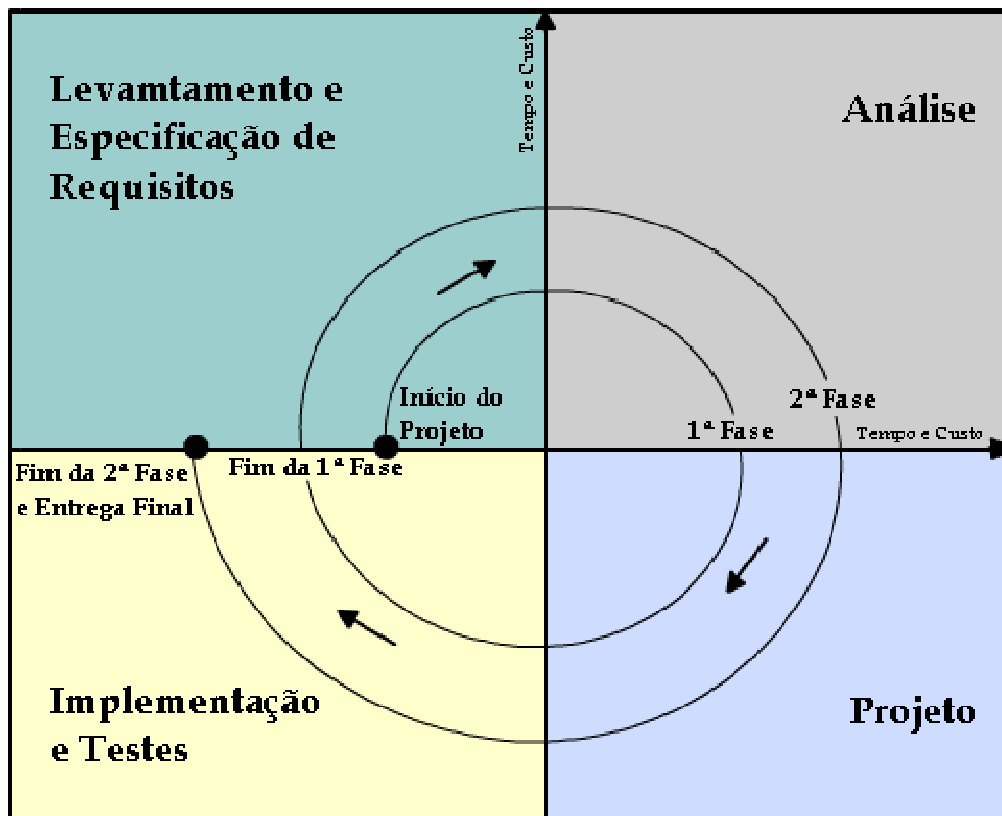 Levamtamento e
Especificação de
Requisitos
Tempo e Custo
Análise
Início do
Projeto
2ª Fase
1ª Fase
Tempo e Custo
Fim da 2ª Fase
e Entrega Final
Fim da 1ª Fase
Implementação
e Testes
Projeto